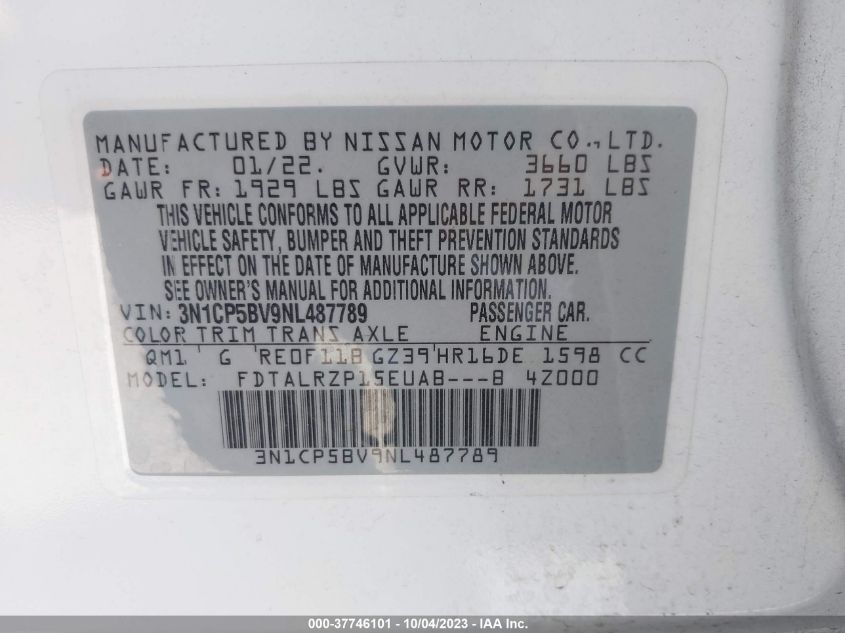 MANUFACTURED BY NISSAN MOTOR CO., LTD.
DATE: 01/22. GVWR: 3660 LBS
GAWR FR: 1929 LBS GAWR RR: 1731 LBS
THIS VEHICLE CONFORMS TO ALL APPLICABLE FEDERAL MOTOR
VEHICLE SAFETY, BUMPER AND THEFT PREVENTION STANDARDS
IN EFFECT ON THE DATE OF MANUFACTURE SHOWN ABOVE.
SEE OWNER'S MANUAL FOR ADDITIONAL INFORMATION.
VIN: 3N1CP5BV9NL487789 PASSENGER CAR.
COLOR TRIM TRANS AXLE ENGINE
QM1 G RE0F11B GZ39 HR16DE 1598 CC
MODEL: FDTALRZP15EUAB---B 4Z000
3N1CP5BV9NL487789
000-37746101 - 10/04/2023 - IAA Inc.